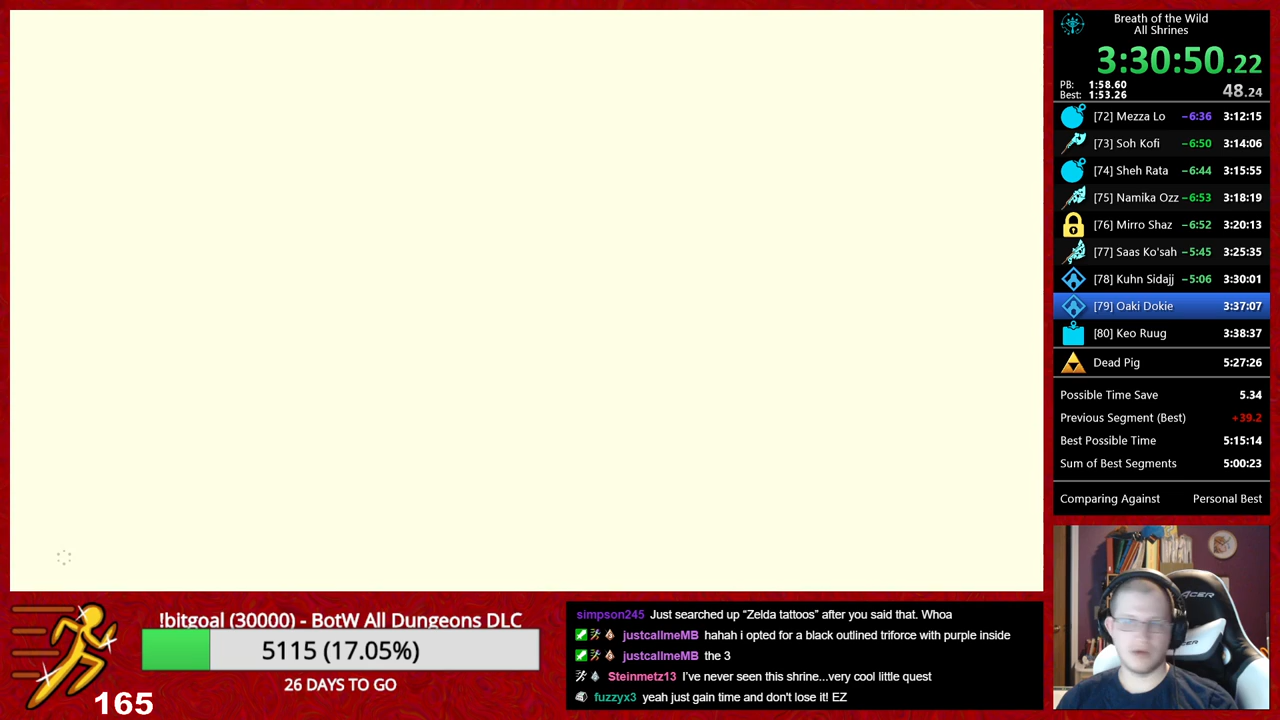 Breath of the Wild
All Shrines
3:30:50.22
PB: 1:58.60
Best: 1:53.26
48.24
[72] Mezza Lo −6:36 3:12:15
[73] Soh Kofi −6:50 3:14:06
[74] Sheh Rata −6:44 3:15:55
[75] Namika Ozz −6:53 3:18:19
[76] Mirro Shaz −6:52 3:20:13
[77] Saas Ko'sah −5:45 3:25:35
[78] Kuhn Sidajj −5:06 3:30:01
[79] Oaki Dokie 3:37:07
[80] Keo Ruug 3:38:37
Dead Pig 5:27:26
Possible Time Save 5.34
Previous Segment (Best) +39.2
Best Possible Time 5:15:14
Sum of Best Segments 5:00:23
Comparing Against Personal Best
ACER
165
!bitgoal (30000) - BotW All Dungeons DLC
5115 (17.05%)
26 DAYS TO GO
simpson245 Just searched up “Zelda tattoos” after you said that. Whoa
justcallmeMB hahah i opted for a black outlined triforce with purple inside
justcallmeMB the 3
Steinmetz13 I’ve never seen this shrine...very cool little quest
fuzzyx3 yeah just gain time and don't lose it! EZ